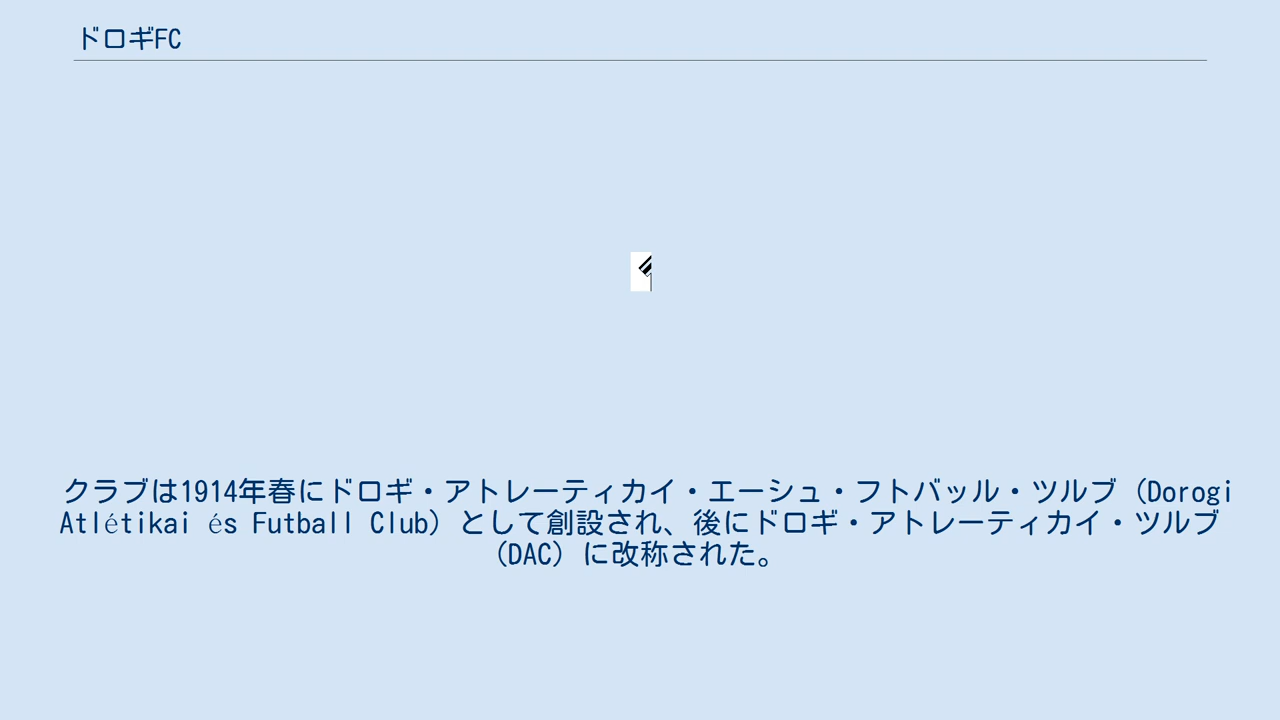 ドロギFC
クラブは1914年春にドロギ・アトレーティカイ・エーシュ・フトバッル・ツルブ（Dorogi
Atlétikai és Futball Club）として創設され、後にドロギ・アトレーティカイ・ツルブ
（DAC）に改称された。